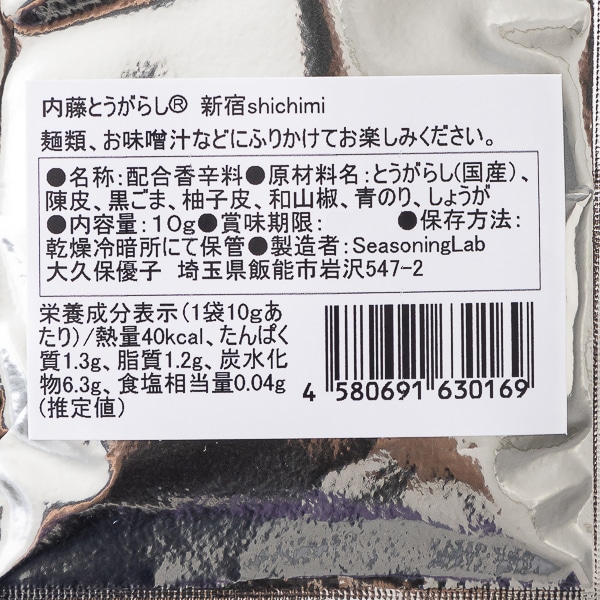 内藤とうがらし® 新宿shichimi
麺類、お味噌汁などにふりかけてお楽しみください。
●名称:配合香辛料●原材料名:とうがらし(国産)、
陳皮、黒ごま、柚子皮、和山椒、青のり、しょうが
●内容量:10g●賞味期限: ●保存方法:
乾燥冷暗所にて保管●製造者:SeasoningLab
大久保優子 埼玉県飯能市岩沢547-2
栄養成分表示(1袋10gあ
たり)/熱量40kcal、たんぱく
質1.3g、脂質1.2g、炭水化
物6.3g、食塩相当量0.04g
(推定値)
4 580691 630169